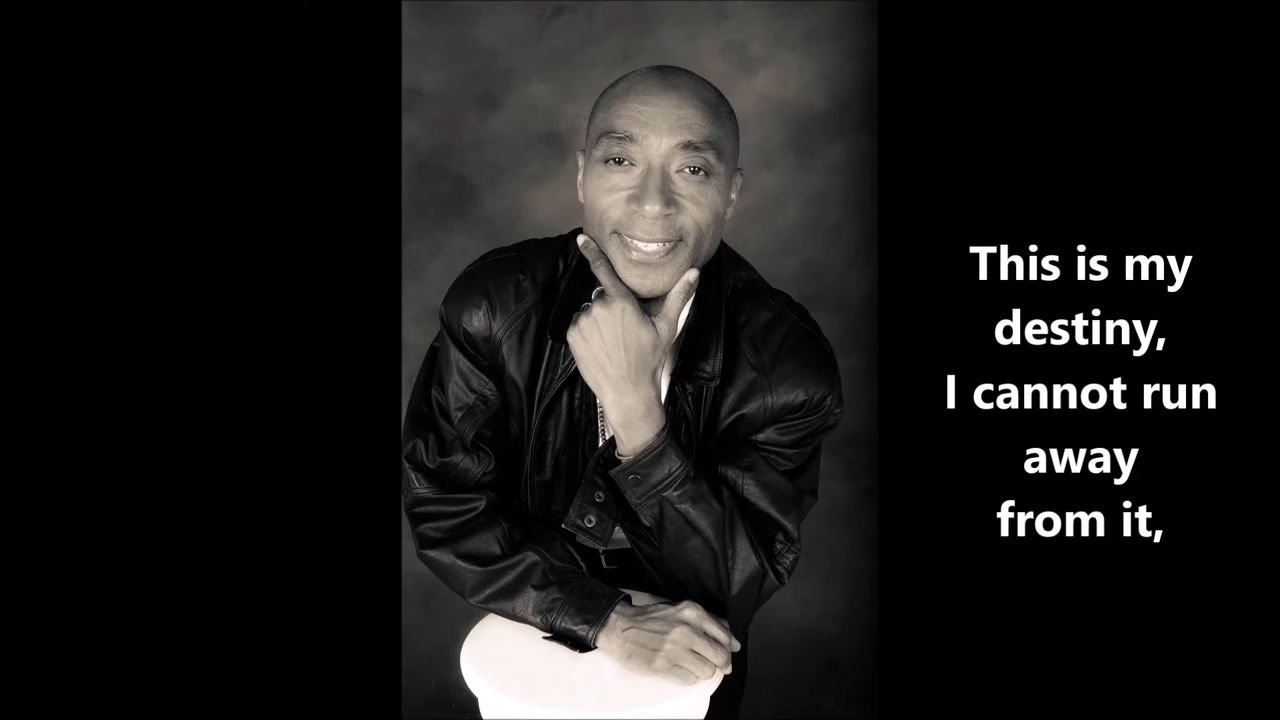 This is my
destiny,
I cannot run
away
from it,